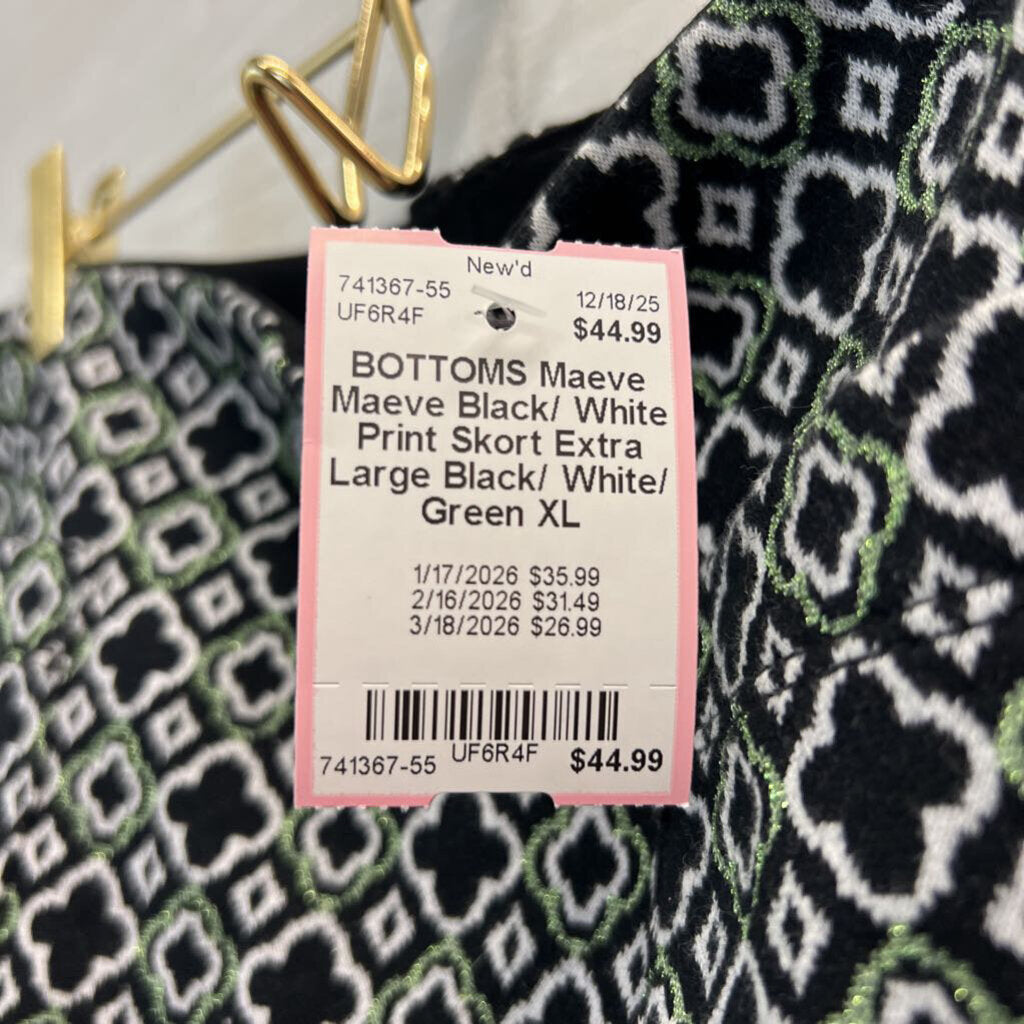 New'd
741367-55
UF6R4F
12/18/25
$44.99
BOTTOMS Maeve
Maeve Black/ White
Print Skort Extra
Large Black/ White/
Green XL
1/17/2026 $35.99
2/16/2026 $31.49
3/18/2026 $26.99
741367-55 UF6R4F $44.99